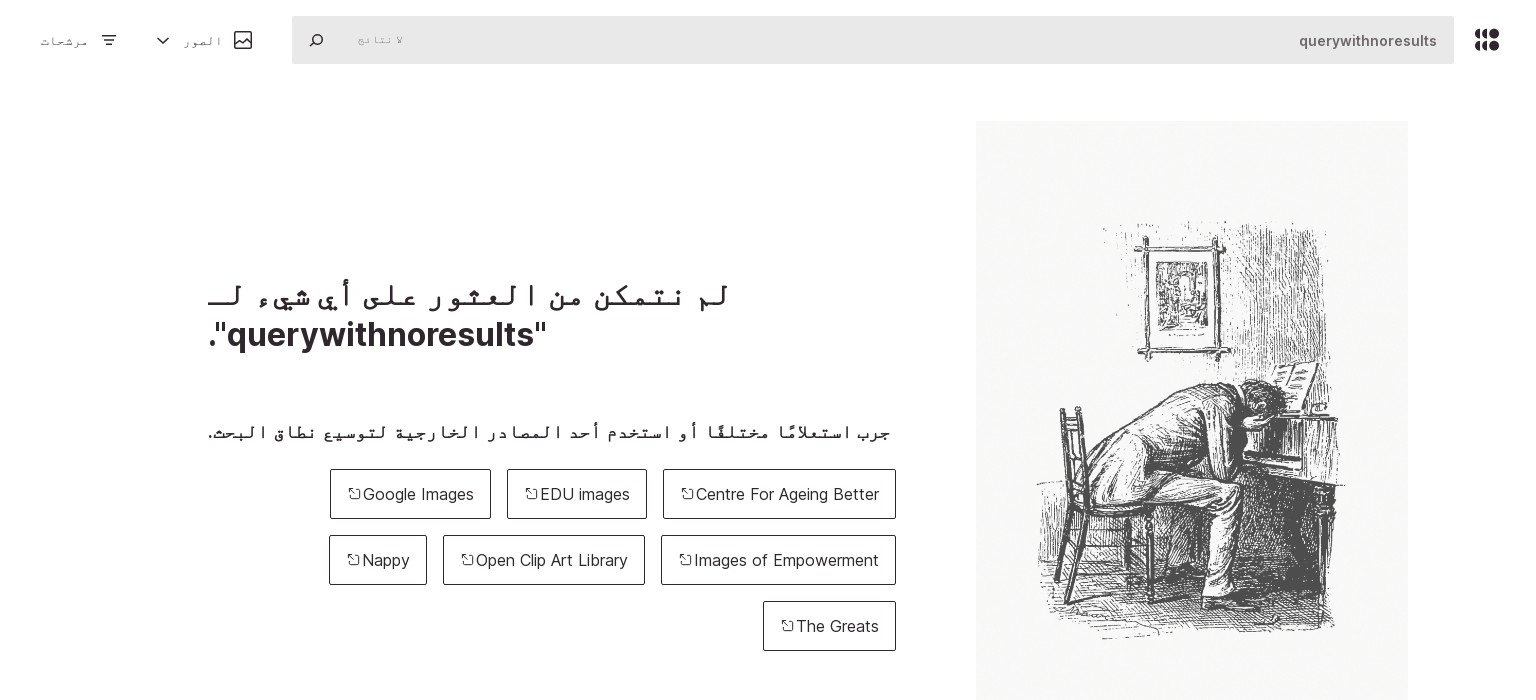 querywithnoresults
لا نتائج
الصور
مرشحات
لم نتمكن من العثور على أي شيء لـ
"querywithnoresults".
جرب استعلامًا مختلفًا أو استخدم أحد المصادر الخارجية لتوسيع نطاق البحث.
Centre For Ageing Better
EDU images
Google Images
Images of Empowerment
Open Clip Art Library
Nappy
The Greats